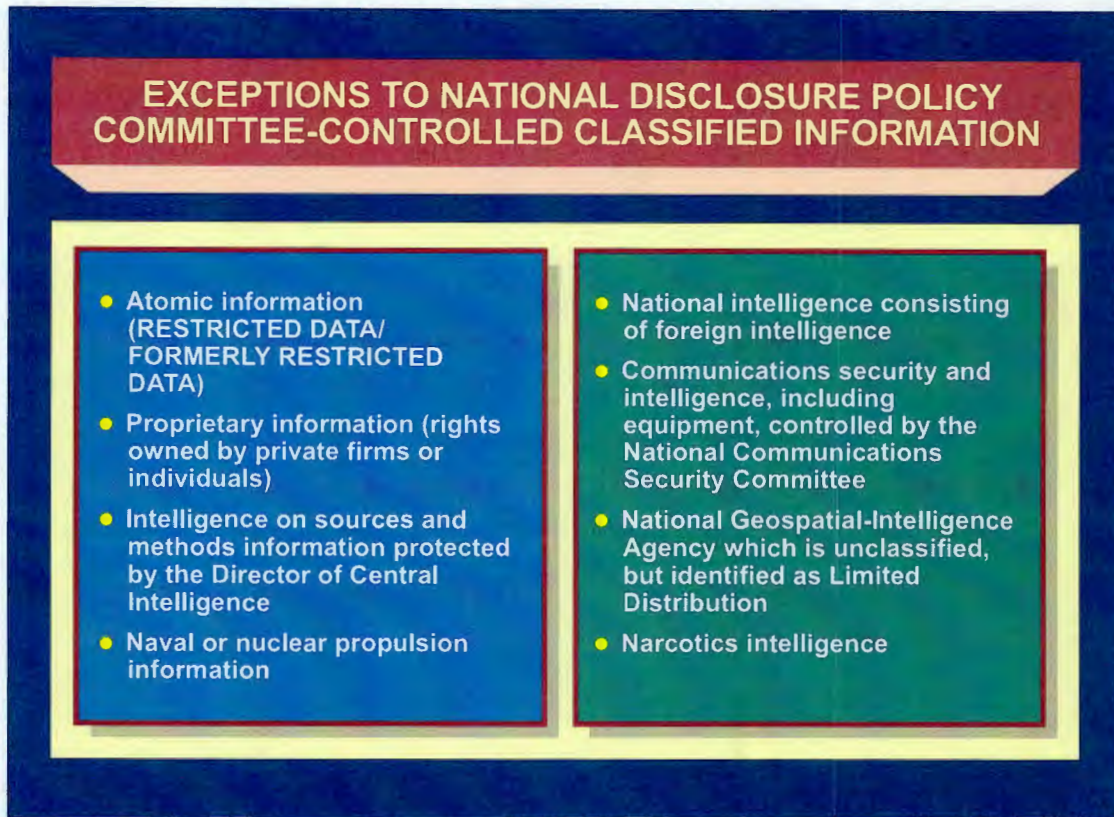 EXCEPTIONS TO NATIONAL DISCLOSURE POLICY
COMMITTEE-CONTROLLED CLASSIFIED INFORMATION
● Atomic information
(RESTRICTED DATA/
FORMERLY RESTRICTED
DATA)
● Proprietary information (rights
owned by private firms or
individuals)
● Intelligence on sources and
methods information protected
by the Director of Central
Intelligence
● Naval or nuclear propulsion
information
● National intelligence consisting
of foreign intelligence
● Communications security and
intelligence, including
equipment, controlled by the
National Communications
Security Committee
● National Geospatial-Intelligence
Agency which is unclassified,
but identified as Limited
Distribution
● Narcotics intelligence